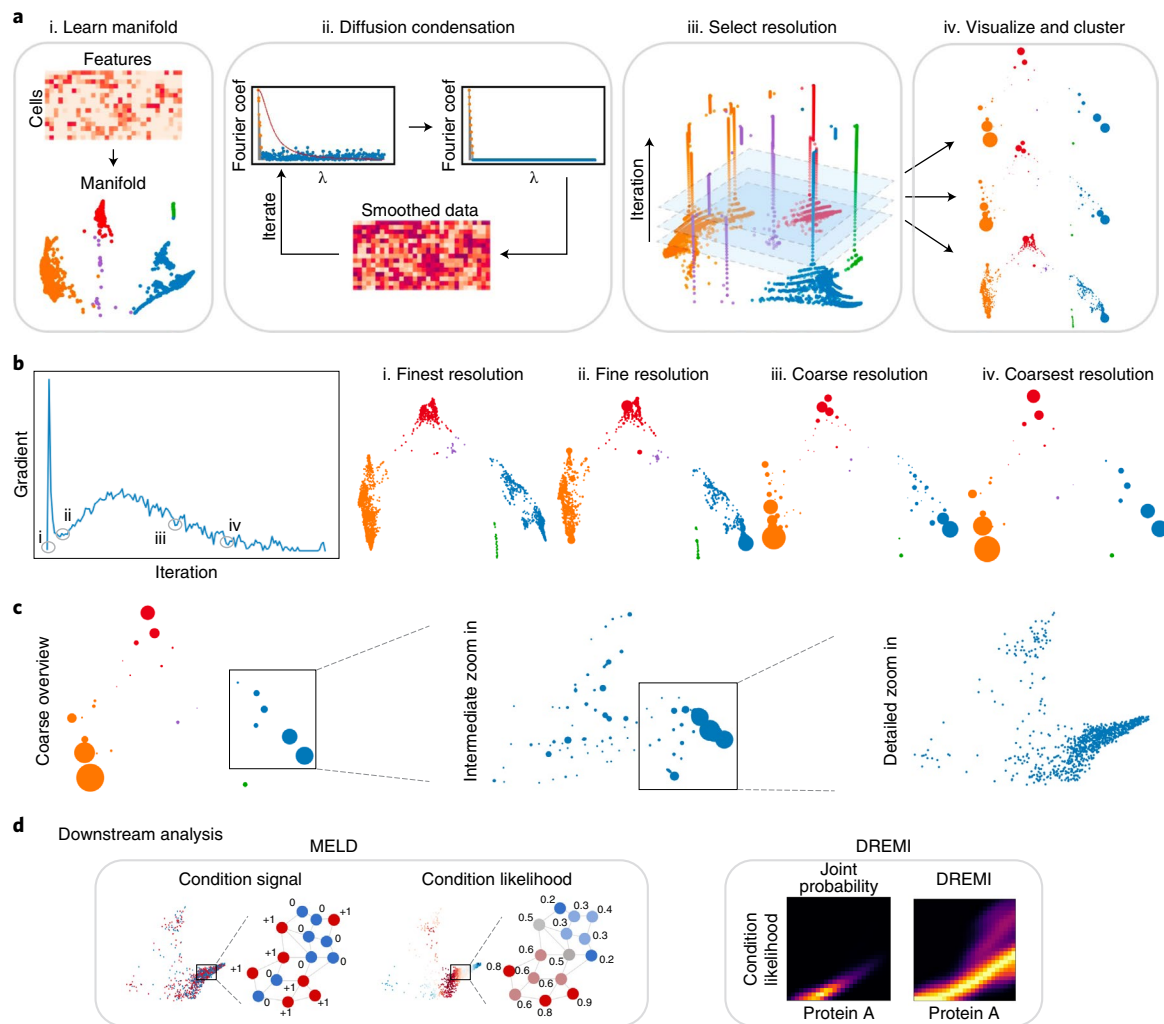 a
i. Learn manifold
ii. Diffusion condensation
iii. Select resolution
iv. Visualize and cluster
Features
Cells
Manifold
Fourier coef
λ
Fourier coef
λ
Iterate
Smoothed data
Iteration
b
Gradient
Iteration
i
ii
iii
iv
i. Finest resolution
ii. Fine resolution
iii. Coarse resolution
iv. Coarsest resolution
c
Coarse overview
Intermediate zoom in
Detailed zoom in
d
Downstream analysis
MELD
Condition signal
0
+1
0
+1
0
0
+1
0
+1
0
+1
0
+1
+1
Condition likelihood
0.2
0.3
0.4
0.5
0.3
0.3
0.6
0.5
0.2
0.8
0.6
0.6
0.6
0.9
0.8
DREMI
Joint
probability
DREMI
Condition
likelihood
Protein A
Protein A